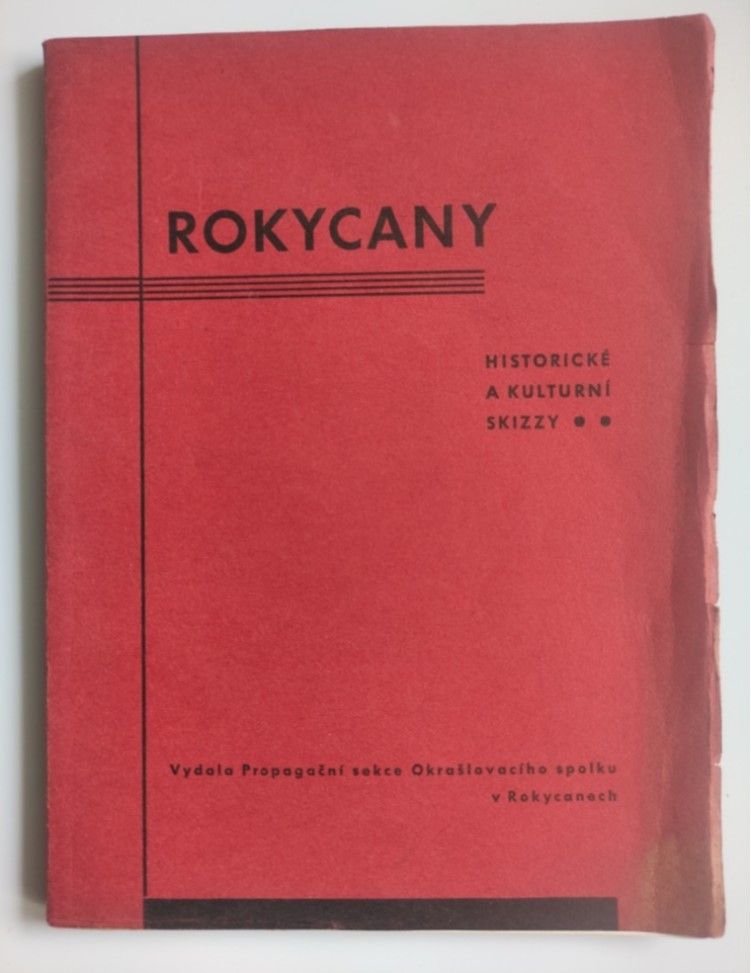 ROKYCANY
HISTORICKÉ
A KULTURNÍ
SKIZZY ● ●
Vydala Propagační sekce Okrašlovacího spolku
v Rokycanech